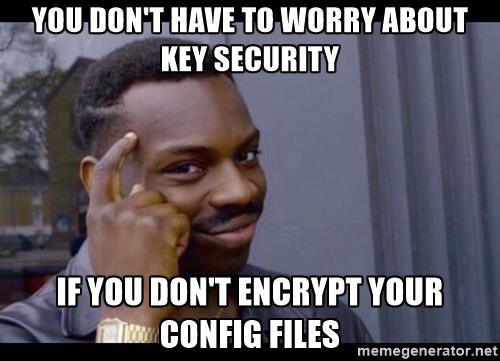 YOU DON'T HAVE TO WORRY ABOUT
KEY SECURITY
IF YOU DON'T ENCRYPT YOUR
CONFIG FILES
memegenerator.net